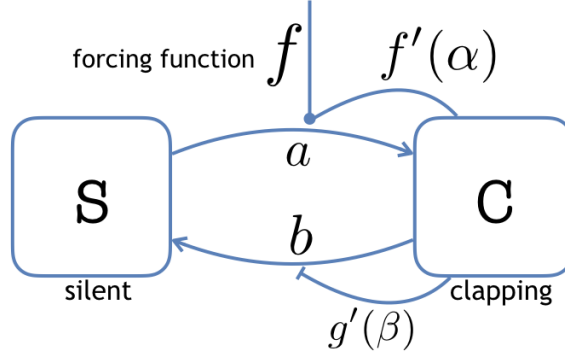 forcing function f f′(α)
a
S C
b
silent clapping
g′(β)